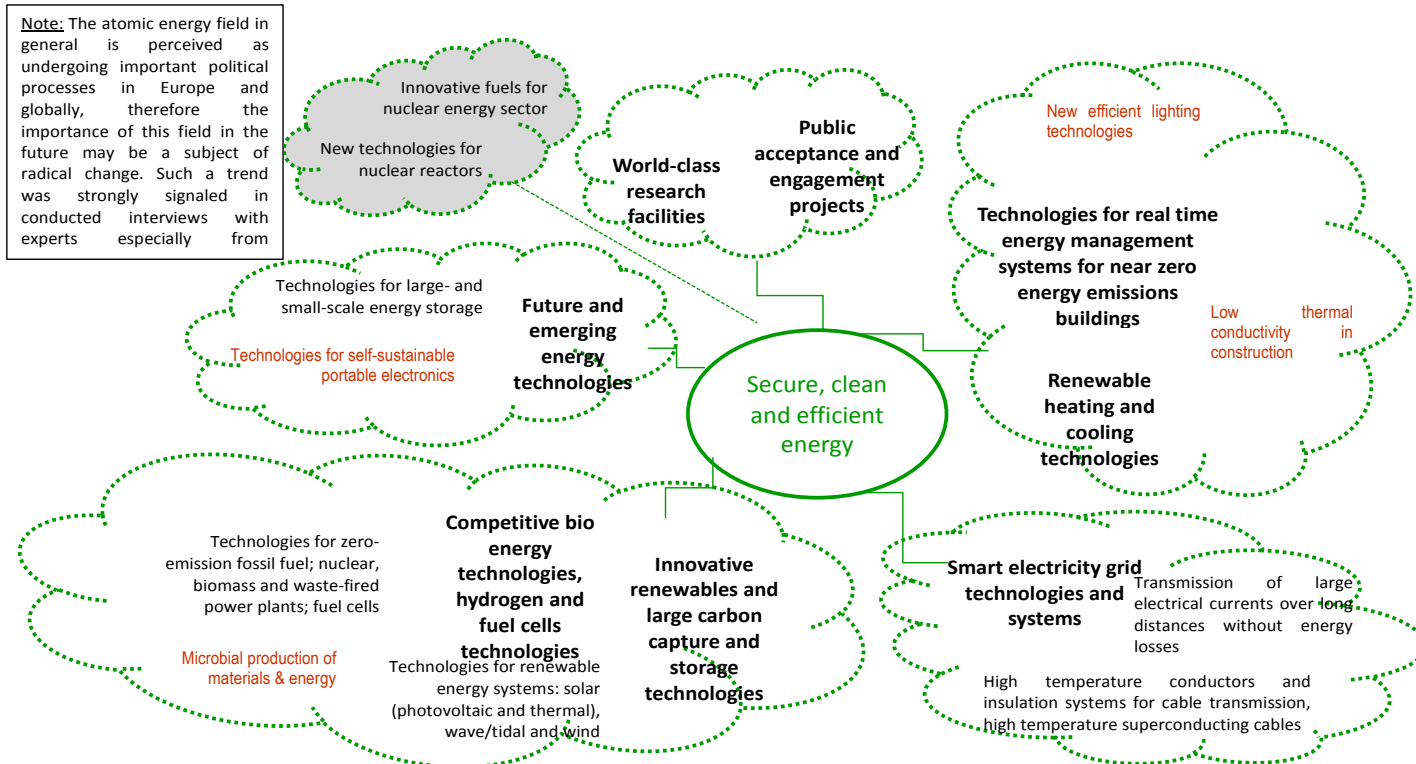 Note: The atomic energy field in
general is perceived as
undergoing important political
processes in Europe and
globally, therefore the
importance of this field in the
future may be a subject of
radical change. Such a trend
was strongly signaled in
conducted interviews with
experts especially from
Innovative fuels for
nuclear energy sector
New technologies for
nuclear reactors
World-class
research
facilities
Public
acceptance and
engagement
projects
New efficient lighting
technologies
Technologies for real time
energy management
systems for near zero
energy emissions
buildings
Low thermal
conductivity in
construction
Renewable
heating and
cooling
technologies
Technologies for large- and
small-scale energy storage
Technologies for self-sustainable
portable electronics
Future and
emerging
energy
technologies
Secure, clean
and efficient
energy
Technologies for zero-
emission fossil fuel; nuclear,
biomass and waste-fired
power plants; fuel cells
Microbial production of
materials & energy
Competitive bio
energy
technologies,
hydrogen and
fuel cells
technologies
Technologies for renewable
energy systems: solar
(photovoltaic and thermal),
wave/tidal and wind
Innovative
renewables and
large carbon
capture and
storage
technologies
Smart electricity grid
technologies and
systems
Transmission of large
electrical currents over long
distances without energy
losses
High temperature conductors and
insulation systems for cable transmission,
high temperature superconducting cables